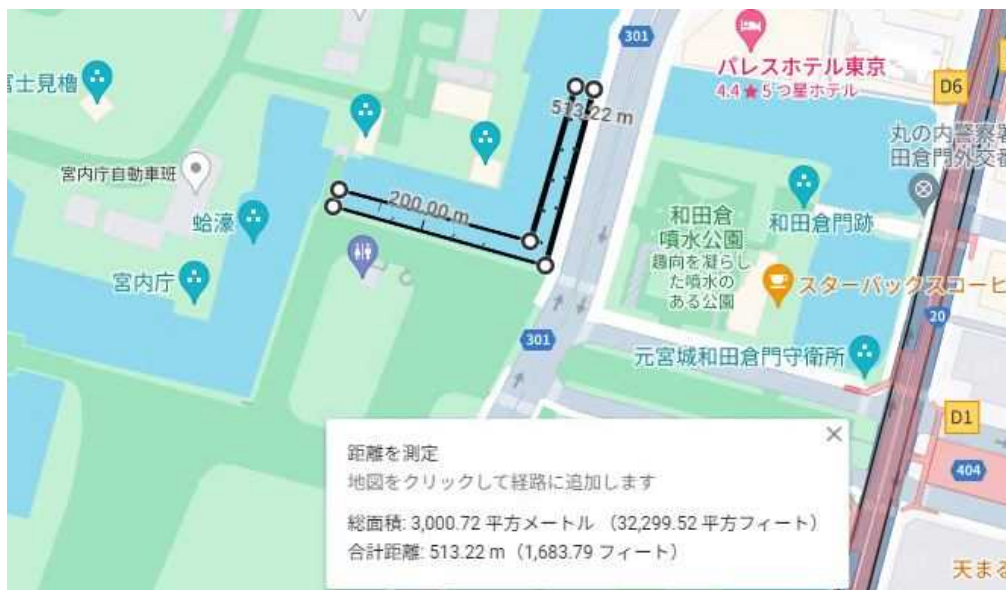 301
パレスホテル東京
4.4★5つ星ホテル
D6
富士見櫓
513.22 m
丸の内警察署
田倉門外交番
宮内庁自動車班
200.00 m
蛤濠
和田倉
噴水公園
趣向を凝らし
た噴水の
ある公園
和田倉門跡
宮内庁
スターバックスコーヒ
20
301
元宮城和田倉門守衛所
D1
距離を測定
地図をクリックして経路に追加します
404
総面積: 3,000.72 平方メートル （32,299.52 平方フィート）
合計距離: 513.22 m（1,683.79 フィート）
天まる